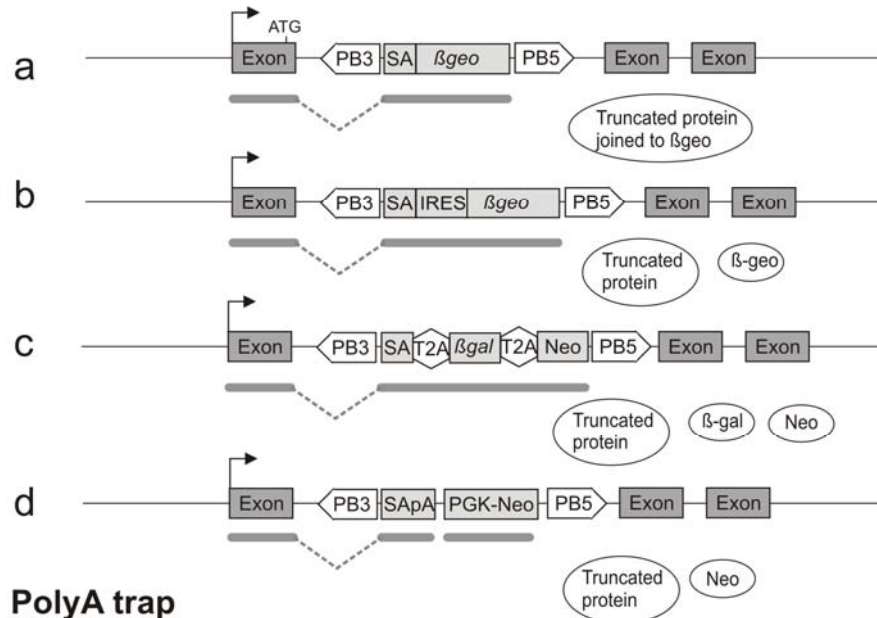 ATG
a Exon PB3 SA ßgeo PB5 Exon Exon
Truncated protein
joined to ßgeo
b Exon PB3 SA IRES ßgeo PB5 Exon Exon
Truncated
protein
ß-geo
c Exon PB3 SA T2A ßgal T2A Neo PB5 Exon Exon
Truncated
protein
ß-gal
Neo
d Exon PB3 SApA PGK-Neo PB5 Exon Exon
Truncated
protein
Neo
PolyA trap